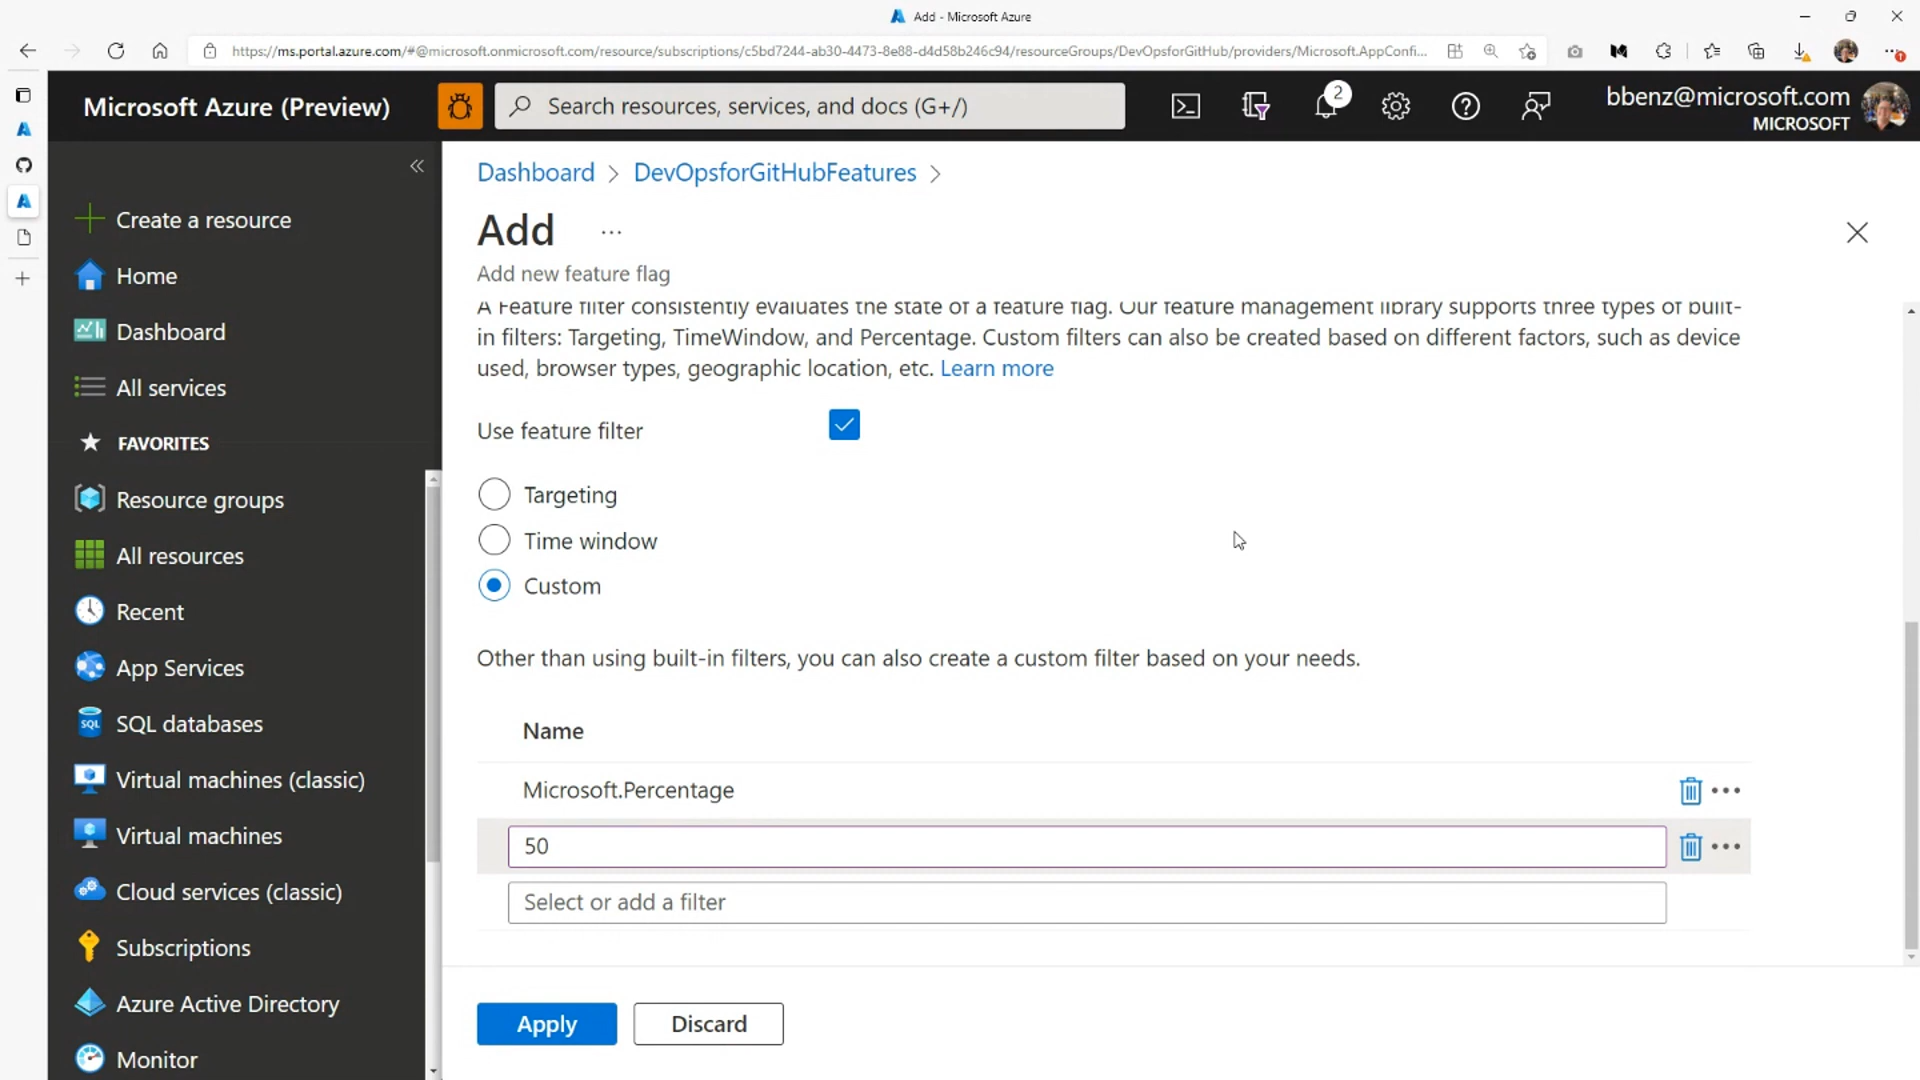 Add - Microsoft Azure
https://ms.portal.azure.com/#@microsoft.onmicrosoft.com/resource/subscriptions/c5bd7244-ab30-4473-8e88-d4d58b246c94/resourceGroups/DevOpsforGitHub/providers/Microsoft.AppConfi...
Microsoft Azure (Preview)
Search resources, services, and docs (G+/)
2
bbenz@microsoft.com
MICROSOFT
Create a resource
Home
Dashboard
All services
FAVORITES
Resource groups
All resources
Recent
App Services
SQL databases
Virtual machines (classic)
Virtual machines
Cloud services (classic)
Subscriptions
Azure Active Directory
Monitor
Dashboard > DevOpsforGitHubFeatures >
Add ...
Add new feature flag
A Feature filter consistently evaluates the state of a feature flag. Our feature management library supports three types of built-
in filters: Targeting, TimeWindow, and Percentage. Custom filters can also be created based on different factors, such as device
used, browser types, geographic location, etc. Learn more
Use feature filter
Targeting
Time window
Custom
Other than using built-in filters, you can also create a custom filter based on your needs.
Name
Microsoft.Percentage
50
Select or add a filter
Apply
Discard